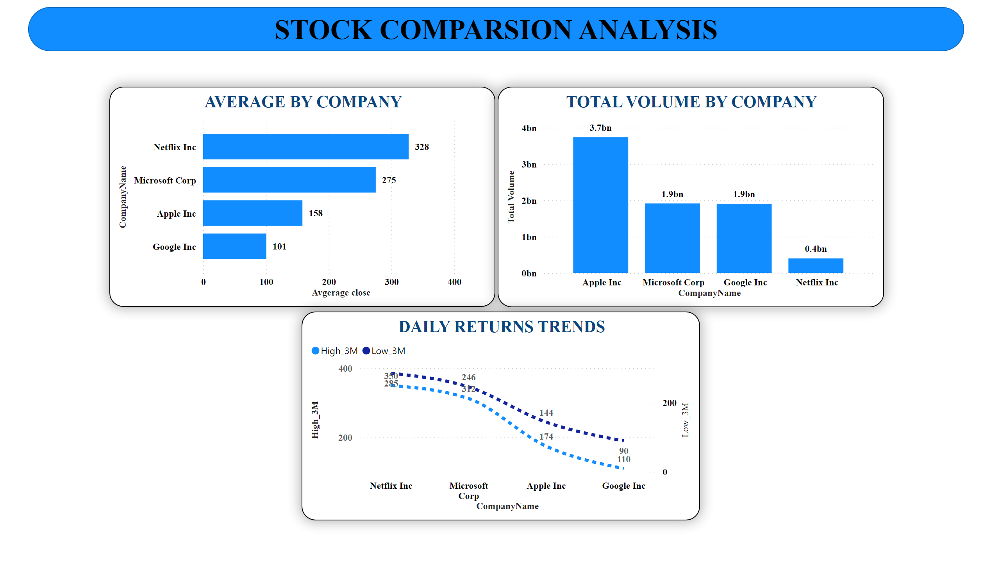 STOCK COMPARSION ANALYSIS
AVERAGE BY COMPANY
CompanyName
Netflix Inc
328
Microsoft Corp
275
Apple Inc
158
Google Inc
101
0 100 200 300 400
Avgerage close
TOTAL VOLUME BY COMPANY
Total Volume
4bn
3bn
2bn
1bn
0bn
3.7bn
1.9bn
1.9bn
0.4bn
Apple Inc Microsoft Corp Google Inc Netflix Inc
CompanyName
DAILY RETURNS TRENDS
High_3M Low_3M
High_3M
400
200
350
285
246
312
144
174
90
110
200
0
Low_3M
Netflix Inc Microsoft Apple Inc Google Inc
Corp
CompanyName